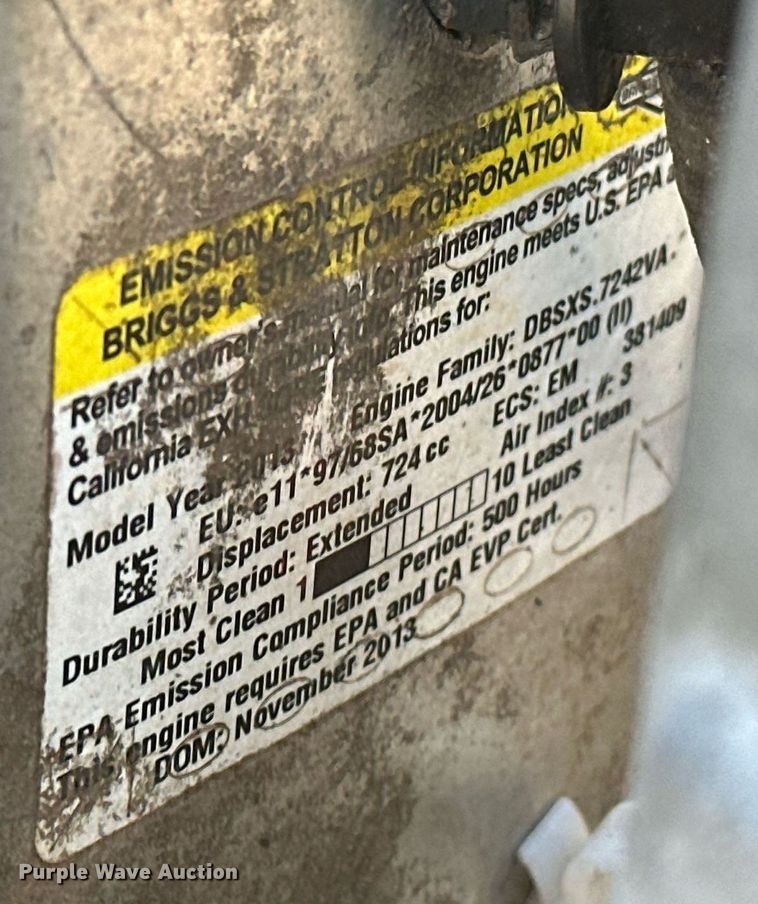 EMISSION CONTROL INFORMATION
BRIGGS & STRATTON CORPORATION
Refer to owner's manual for maintenance specs, adjustm
& emissions durability info. This engine meets U.S. EPA
California EXH regulations for:
Model Year 2013 Engine Family: DBSXS.7242VA
EU: e11*97/68SA*2004/26*0877*00 (II)
Displacement: 724 cc ECS: EM 381409
Durability Period: Extended Air Index #: 3
Most Clean 1 10 Least Clean
EPA Emission Compliance Period: 500 Hours
This engine requires EPA and CA EVP Cert.
DOM: November 2013
Purple Wave Auction